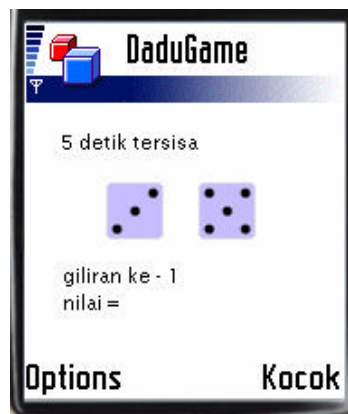 DaduGame
5 detik tersisa
giliran ke - 1
nilai =
Options Kocok